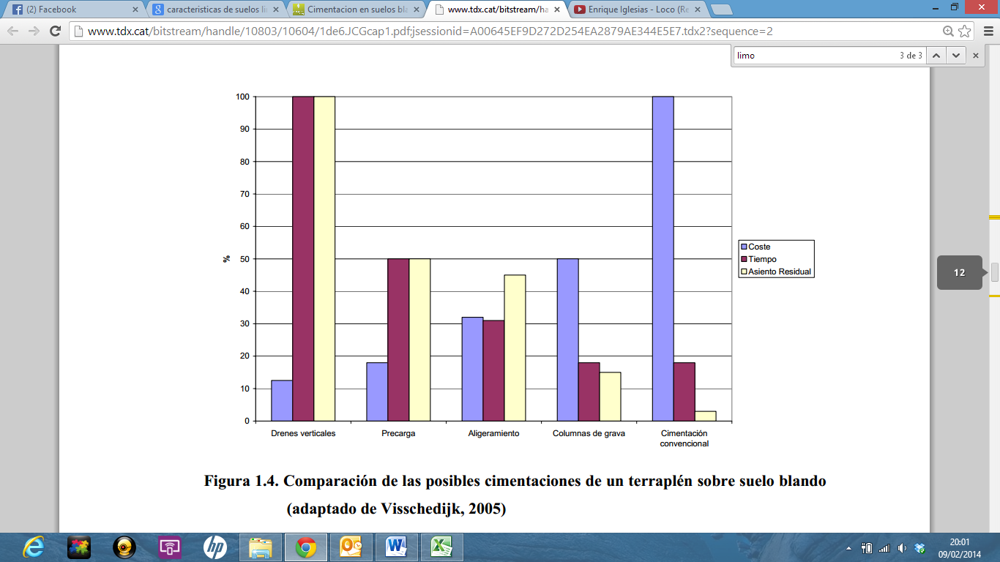 (2) Facebook
caracteristicas de suelos li
Cimentacion en suelos bla
www.tdx.cat/bitstream/ha
Enrique Iglesias - Loco (Re
www.tdx.cat/bitstream/handle/10803/10604/1de6.JCGcap1.pdf;jsessionid=A00645EF9D272D254EA2879AE344E5E7.tdx2?sequence=2
limo
3 de 3
100
90
80
70
60
50
40
30
20
10
0
%
Drenes verticales
Precarga
Aligeramiento
Columnas de grava
Cimentación
convencional
Coste
Tiempo
Asiento Residual
12
Figura 1.4. Comparación de las posibles cimentaciones de un terraplén sobre suelo blando
(adaptado de Visschedijk, 2005)
20:01
09/02/2014